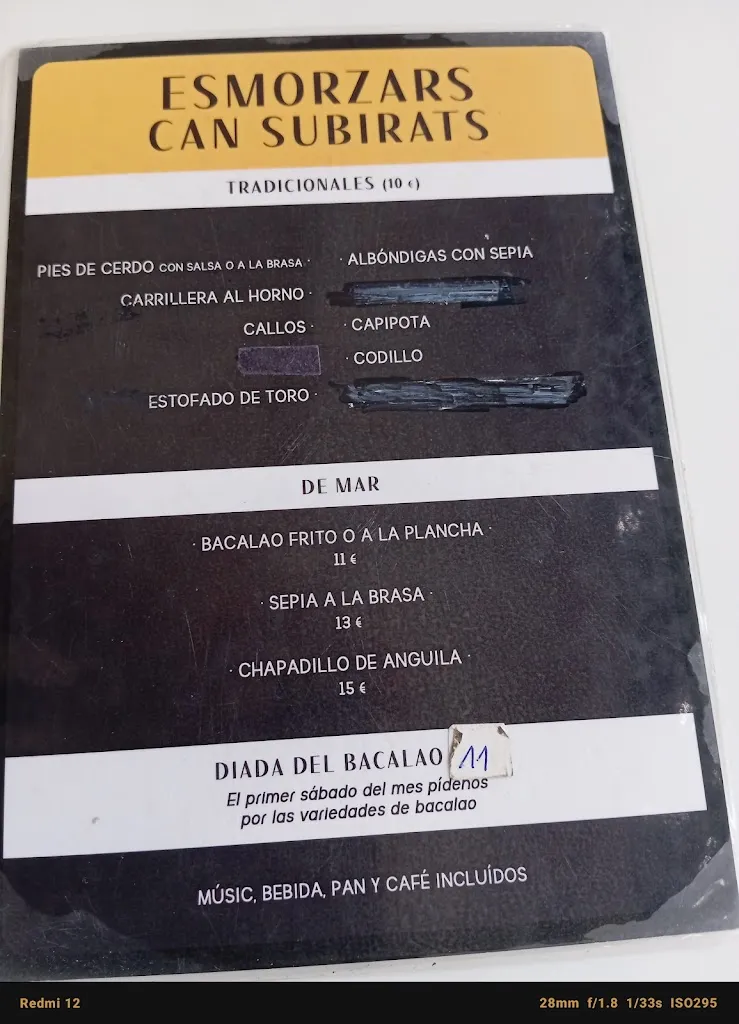 ESMORZARS
CAN SUBIRATS
TRADICIONALES (10 €)
PIES DE CERDO CON SALSA O A LA BRASA ·
· ALBÓNDIGAS CON SEPIA
CARRILLERA AL HORNO ·
CALLOS ·
· CAPIPOTA
· CODILLO
ESTOFADO DE TORO ·
DE MAR
· BACALAO FRITO O A LA PLANCHA ·
11 €
· SEPIA A LA BRASA ·
13 €
· CHAPADILLO DE ANGUILA ·
15 €
DIADA DEL BACALAO 11
El primer sábado del mes pídenos
por las variedades de bacalao
MÚSIC, BEBIDA, PAN Y CAFÉ INCLUÍDOS
Redmi 12
28mm f/1.8 1/33s ISO295